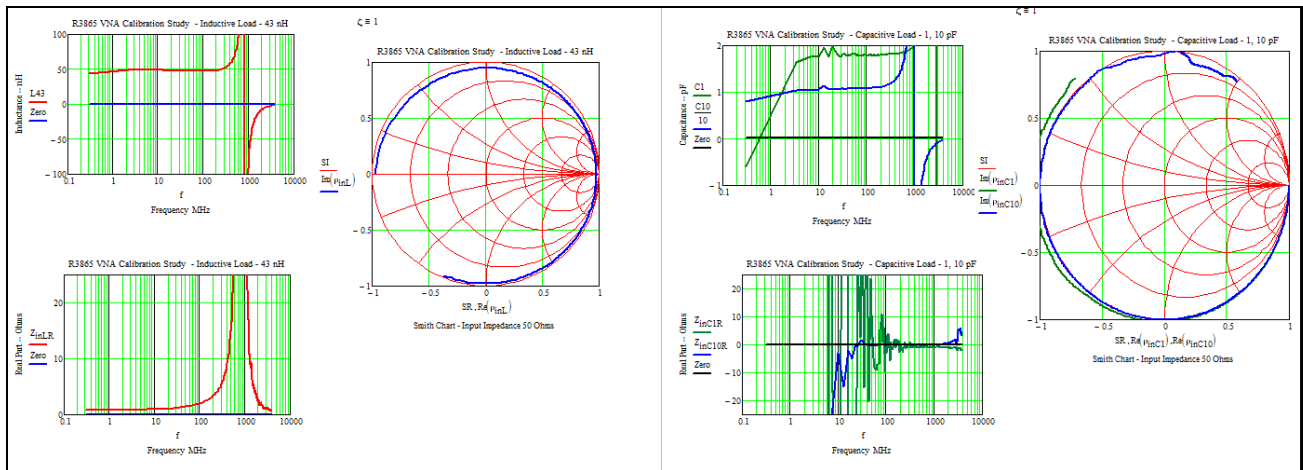 ζ ≡ 1
R3865 VNA Calibration Study - Inductive Load - 43 nH
Inductance -- nH
100
50
0
− 50
− 100
L43
Zero
0.1
1
10
100
1000
10000
f
Frequency MHz
R3865 VNA Calibration Study - Inductive Load - 43 nH
1
0.5
0
− 0.5
− 1
SI
Im(ρinL)
− 1
− 0.5
0
0.5
1
SR , Re(ρinL)
Smith Chart - Input Impedance 50 Ohms
R3865 VNA Calibration Study - Inductive Load - 43 nH
Real Part -- Ohms
20
10
0
ZinLR
Zero
0.1
1
10
100
1000
10000
f
Frequency MHz
ζ ≡ 1
R3865 VNA Calibration Study - Capacitive Load - 1, 10 pF
Capacitance -- pF
2
1
0
− 1
C1
C10
10
Zero
0.1
1
10
100
1000
10000
f
Frequency MHz
R3865 VNA Calibration Study - Capacitive Load - 1, 10 pF
1
0.5
0
− 0.5
− 1
SI
Im(ρinC1)
Im(ρinC10)
− 1
− 0.5
0
0.5
1
SR , Re(ρinC1) , Re(ρinC10)
Smith Chart - Input Impedance 50 Ohms
R3865 VNA Calibration Study - Capacitive Load - 1, 10 pF
Real Part -- Ohms
20
10
0
− 10
− 20
ZinC1R
ZinC10R
Zero
0.1
1
10
100
1000
10000
f
Frequency MHz